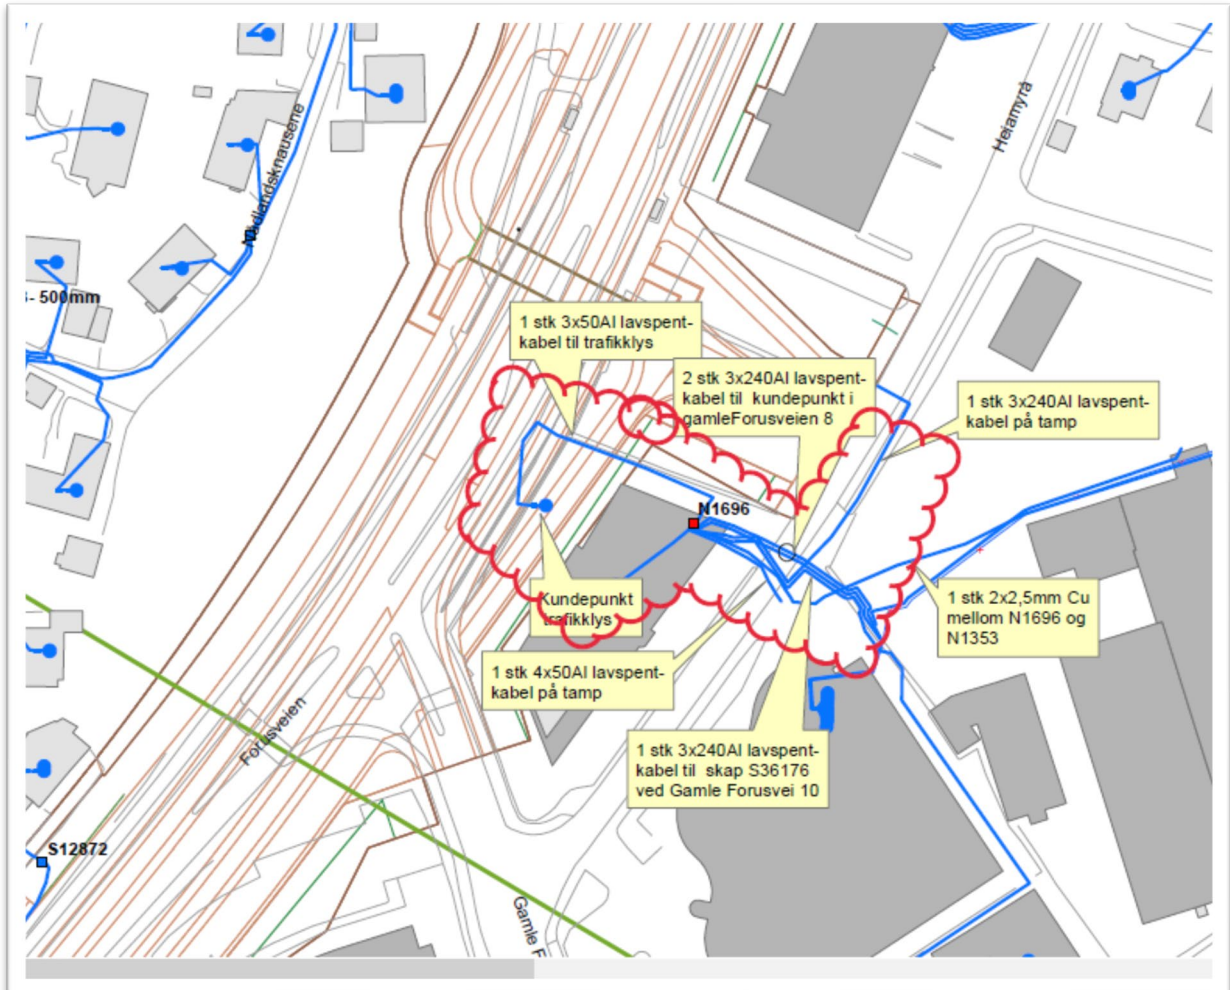 Heiamyrå
Nådlandsknausene
- 500mm
1 stk 3x50Al lavspent-
kabel til trafikklys
2 stk 3x240Al lavspent-
kabel til kundepunkt i
gamleForusveien 8
1 stk 3x240Al lavspent-
kabel på tamp
N1696
Kundepunkt
trafikklys
1 stk 2x2,5mm Cu
mellom N1696 og
N1353
1 stk 4x50Al lavspent-
kabel på tamp
Forusveien
1 stk 3x240Al lavspent-
kabel til skap S36176
ved Gamle Forusvei 10
S12872
Gamle F